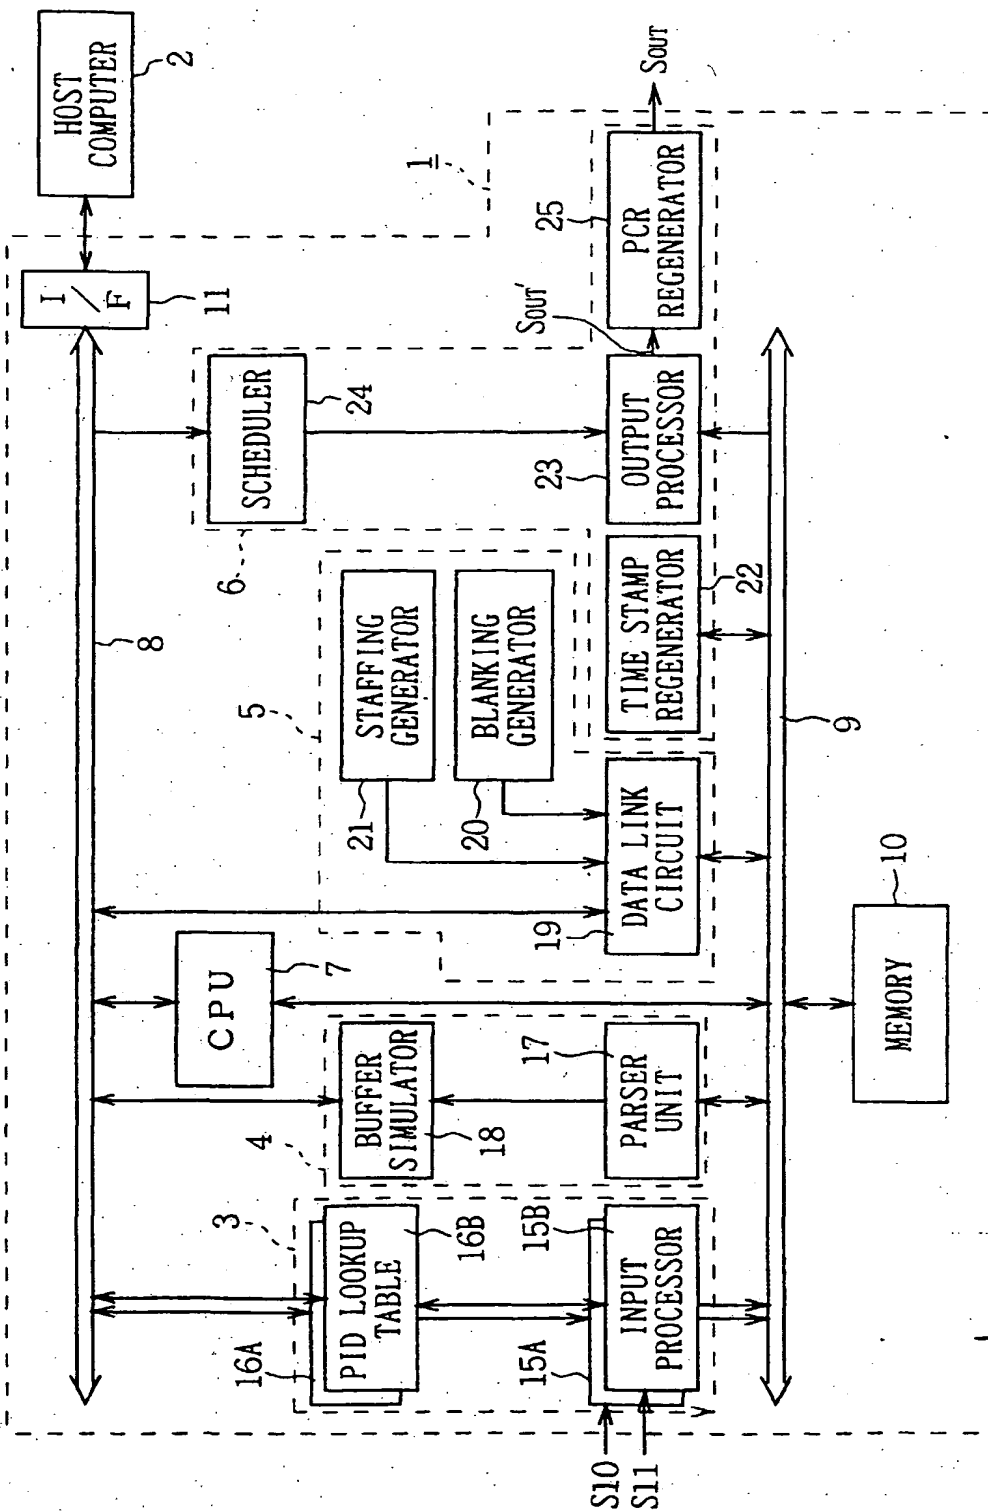 HOST
COMPUTER
2
I/F
11
1
SCHEDULER
24
6
8
STAFFING
GENERATOR
21
BLANKING
GENERATOR
20
5
CPU
7
BUFFER
SIMULATOR
18
4
PID LOOKUP
TABLE
16A
16B
3
INPUT
PROCESSOR
15A
15B
S10
S11
PARSER
UNIT
17
DATA LINK
CIRCUIT
19
TIME STAMP
REGENERATOR
22
OUTPUT
PROCESSOR
23
SOUT'
PCR
REGENERATOR
25
SOUT
9
MEMORY
10